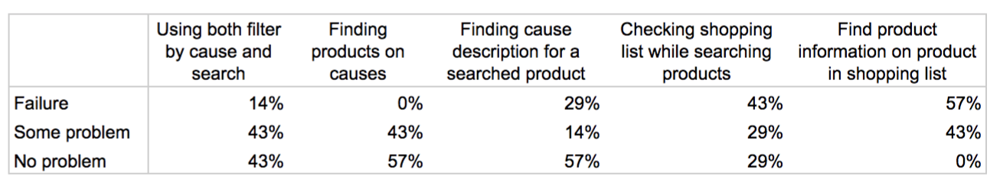 Using both filter by cause and search Finding products on causes Finding cause description for a searched product Checking shopping list while searching products Find product information on product in shopping list
Failure 14% 0% 29% 43% 57%
Some problem 43% 43% 14% 29% 43%
No problem 43% 57% 57% 29% 0%